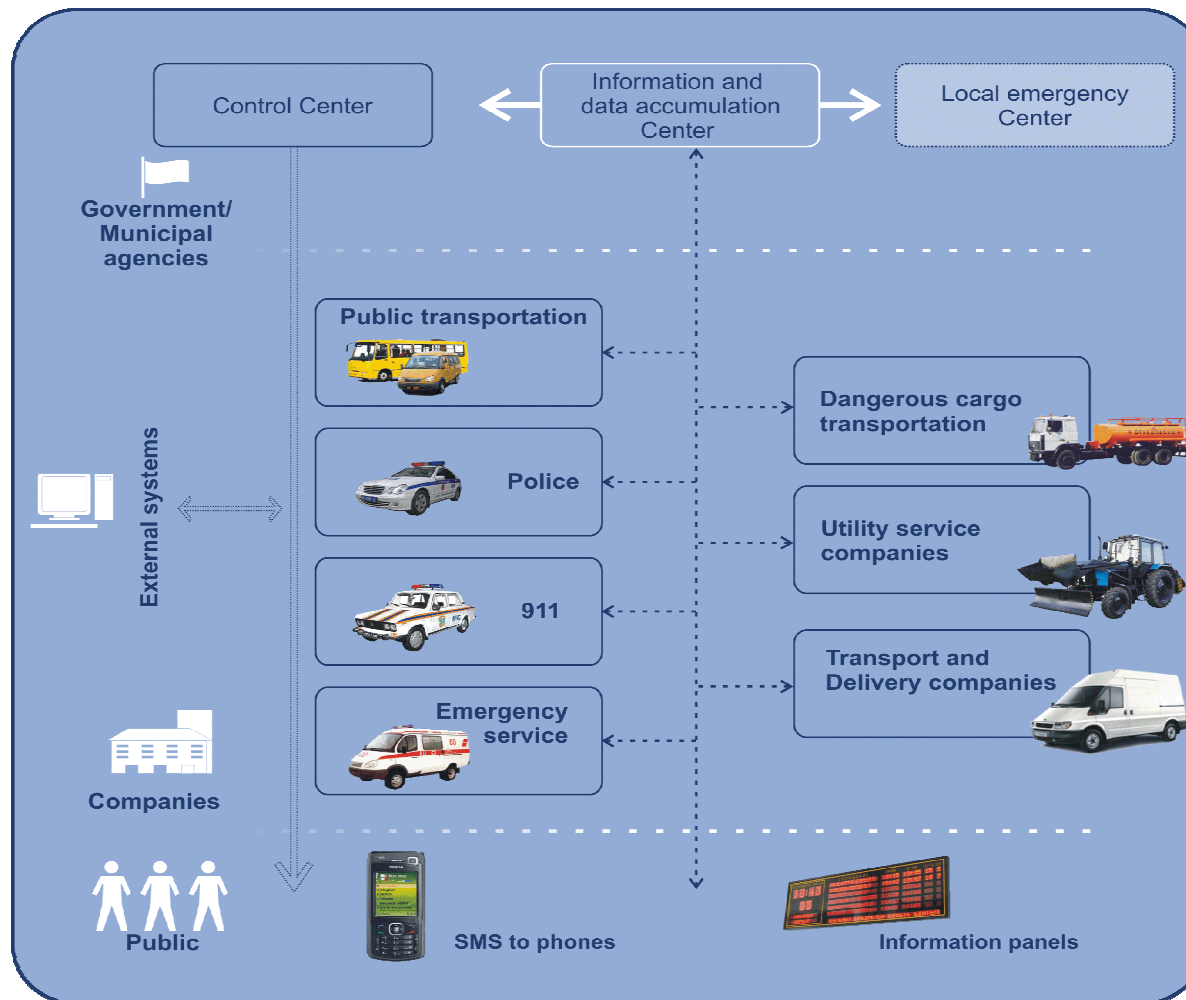 Control Center
Information and
data accumulation
Center
Local emergency
Center
Government/
Municipal
agencies
Public transportation
Dangerous cargo
transportation
Police
External systems
Utility service
companies
911
Transport and
Delivery companies
Emergency
service
Companies
Public
SMS to phones
Information panels